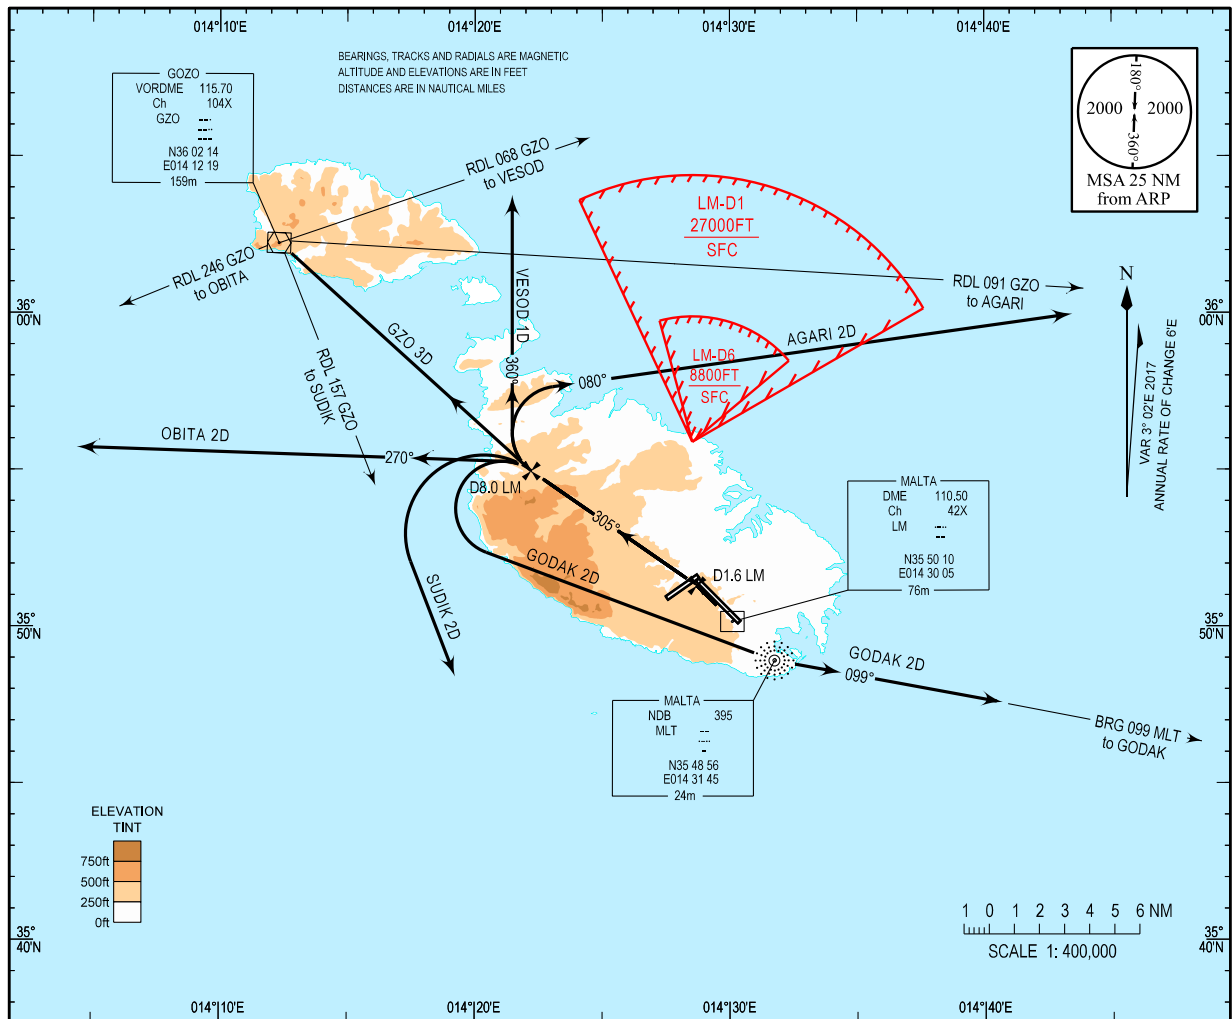 014°10'E
014°20'E
014°30'E
014°40'E
BEARINGS, TRACKS AND RADIALS ARE MAGNETIC
ALTITUDE AND ELEVATIONS ARE IN FEET
DISTANCES ARE IN NAUTICAL MILES
GOZO
VORDME 115.70
Ch 104X
GZO
N36 02 14
E014 12 19
159m
180°
2000 2000
360°
MSA 25 NM
from ARP
RDL 068 GZO
to VESOD
LM-D1
27000FT
SFC
RDL 246 GZO
to OBITA
VESOD 1D
360°
RDL 091 GZO
to AGARI
N
36°
00'N
36°
00'N
GZO 3D
AGARI 2D
LM-D6
8800FT
SFC
RDL 157 GZO
to SUDIK
080°
VAR 3° 02'E 2017
ANNUAL RATE OF CHANGE 6'E
OBITA 2D
270°
D8.0 LM
305°
MALTA
DME 110.50
Ch 42X
LM
N35 50 10
E014 30 05
76m
GODAK 2D
D1.6 LM
SUDIK 2D
35°
50'N
35°
50'N
GODAK 2D
099°
MALTA
NDB 395
MLT
N35 48 56
E014 31 45
24m
BRG 099 MLT
to GODAK
ELEVATION
TINT
750ft
500ft
250ft
0ft
1 0 1 2 3 4 5 6 NM
SCALE 1: 400,000
35°
40'N
35°
40'N
014°10'E
014°20'E
014°30'E
014°40'E